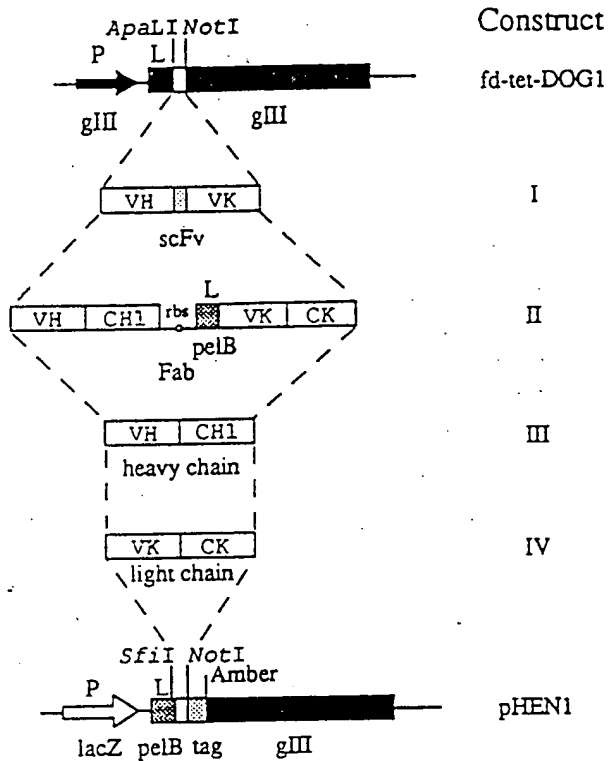 Construct
ApaLI NotI
P L
fd-tet-DOG1
gIII gIII
VH VK
I
scFv
L
rbs
VH CH1 VK CK
II
pelB
Fab
VH CH1
III
heavy chain
VK CK
IV
light chain
SfiI NotI
Amber
P L
pHEN1
lacZ pelB tag gIII